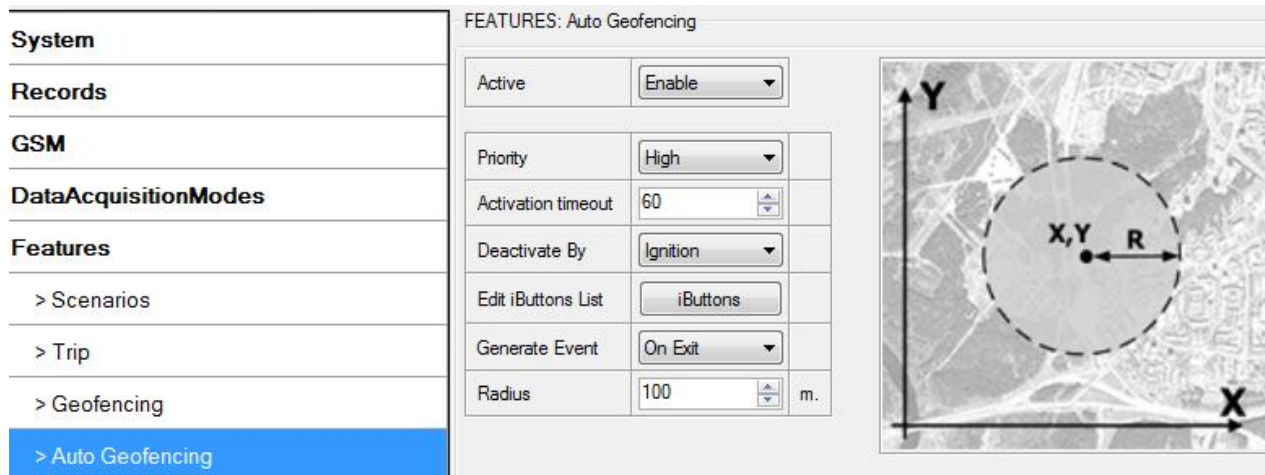 System
Records
GSM
DataAcquisitionModes
Features
> Scenarios
> Trip
> Geofencing
> Auto Geofencing
FEATURES: Auto Geofencing
Active Enable
Priority High
Activation timeout 60
Deactivate By Ignition
Edit iButtons List iButtons
Generate Event On Exit
Radius 100 m.
Y
X,Y R
X